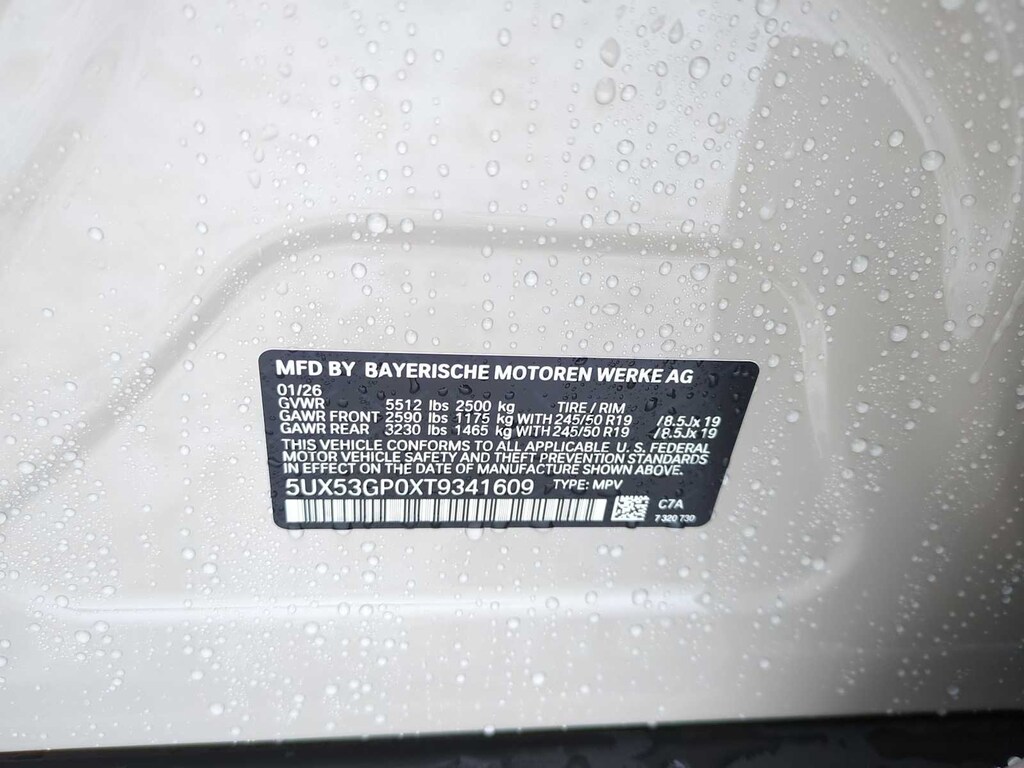 MFD BY BAYERISCHE MOTOREN WERKE AG
01/26
GVWR 5512 lbs 2500 kg TIRE / RIM
GAWR FRONT 2590 lbs 1175 kg WITH 245/50 R19 /8.5Jx19
GAWR REAR 3230 lbs 1465 kg WITH 245/50 R19 /8.5Jx19
THIS VEHICLE CONFORMS TO ALL APPLICABLE U.S. FEDERAL
MOTOR VEHICLE SAFETY AND THEFT PREVENTION STANDARDS
IN EFFECT ON THE DATE OF MANUFACTURE SHOWN ABOVE.
5UX53GP0XT9341609 TYPE: MPV
C7A
7 320 730